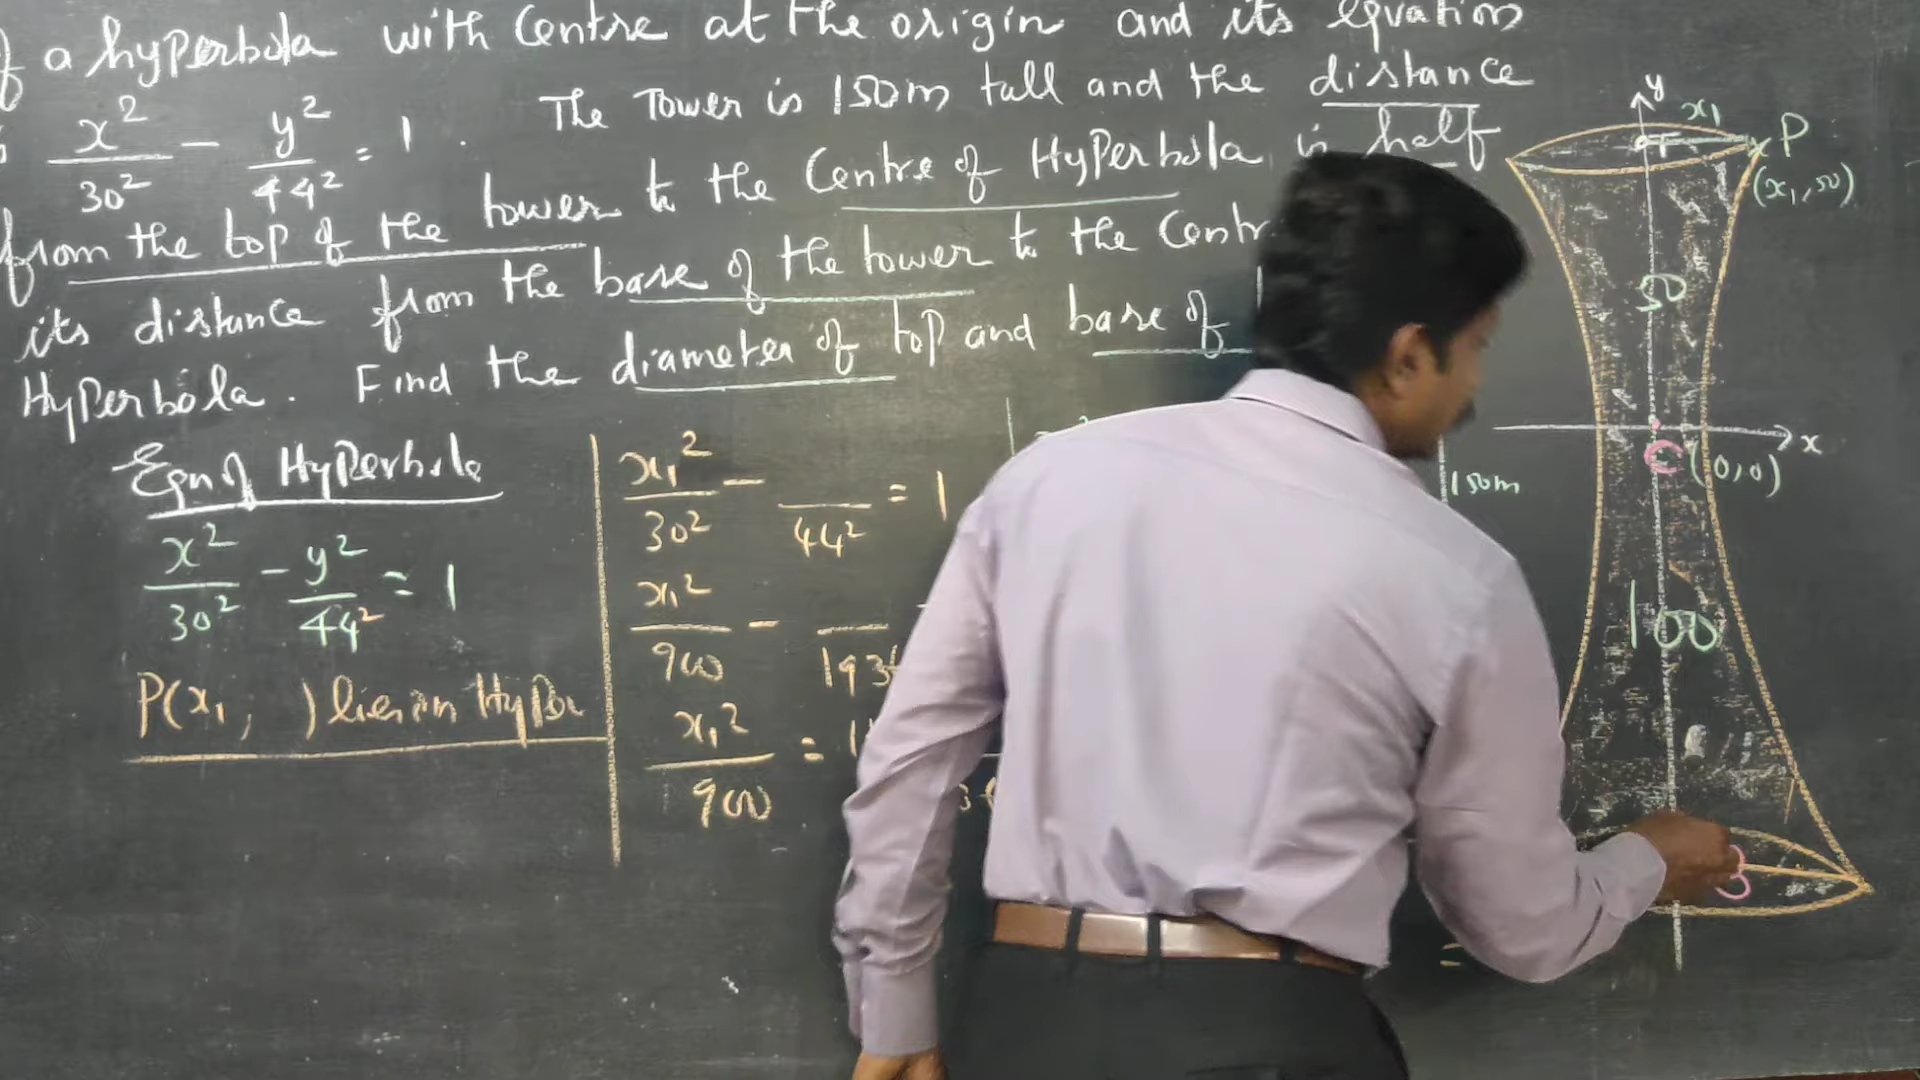 of a hyperbola with Centre at the origin and its equation
x²/30² - y²/44² = 1 . The Tower is 150m tall and the distance
from the top of the tower to the Centre of Hyperbola is half
its distance from the base of the tower to the Centr
Hyperbola. Find the diameter of top and base of
Eqn of Hyperbola
x²/30² - y²/44² = 1
P(x₁, ) lies on Hyper
x₁²/30² - /44² = 1
x₁²/900 - /1936
x₁²/900 = 1
=
y
x₁
P
(x₁, 50)
50
x
C (0,0)
150m
100